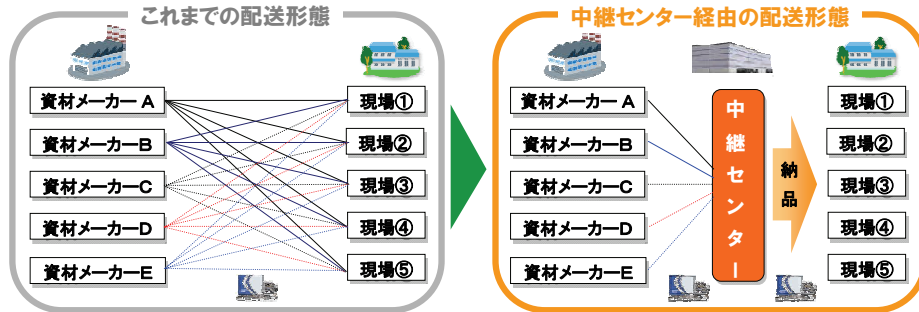 これまでの配送形態
資材メーカーA
資材メーカーB
資材メーカーC
資材メーカーD
資材メーカーE
現場①
現場②
現場③
現場④
現場⑤
中継センター経由の配送形態
資材メーカーA
資材メーカーB
資材メーカーC
資材メーカーD
資材メーカーE
中継センター
納品
現場①
現場②
現場③
現場④
現場⑤